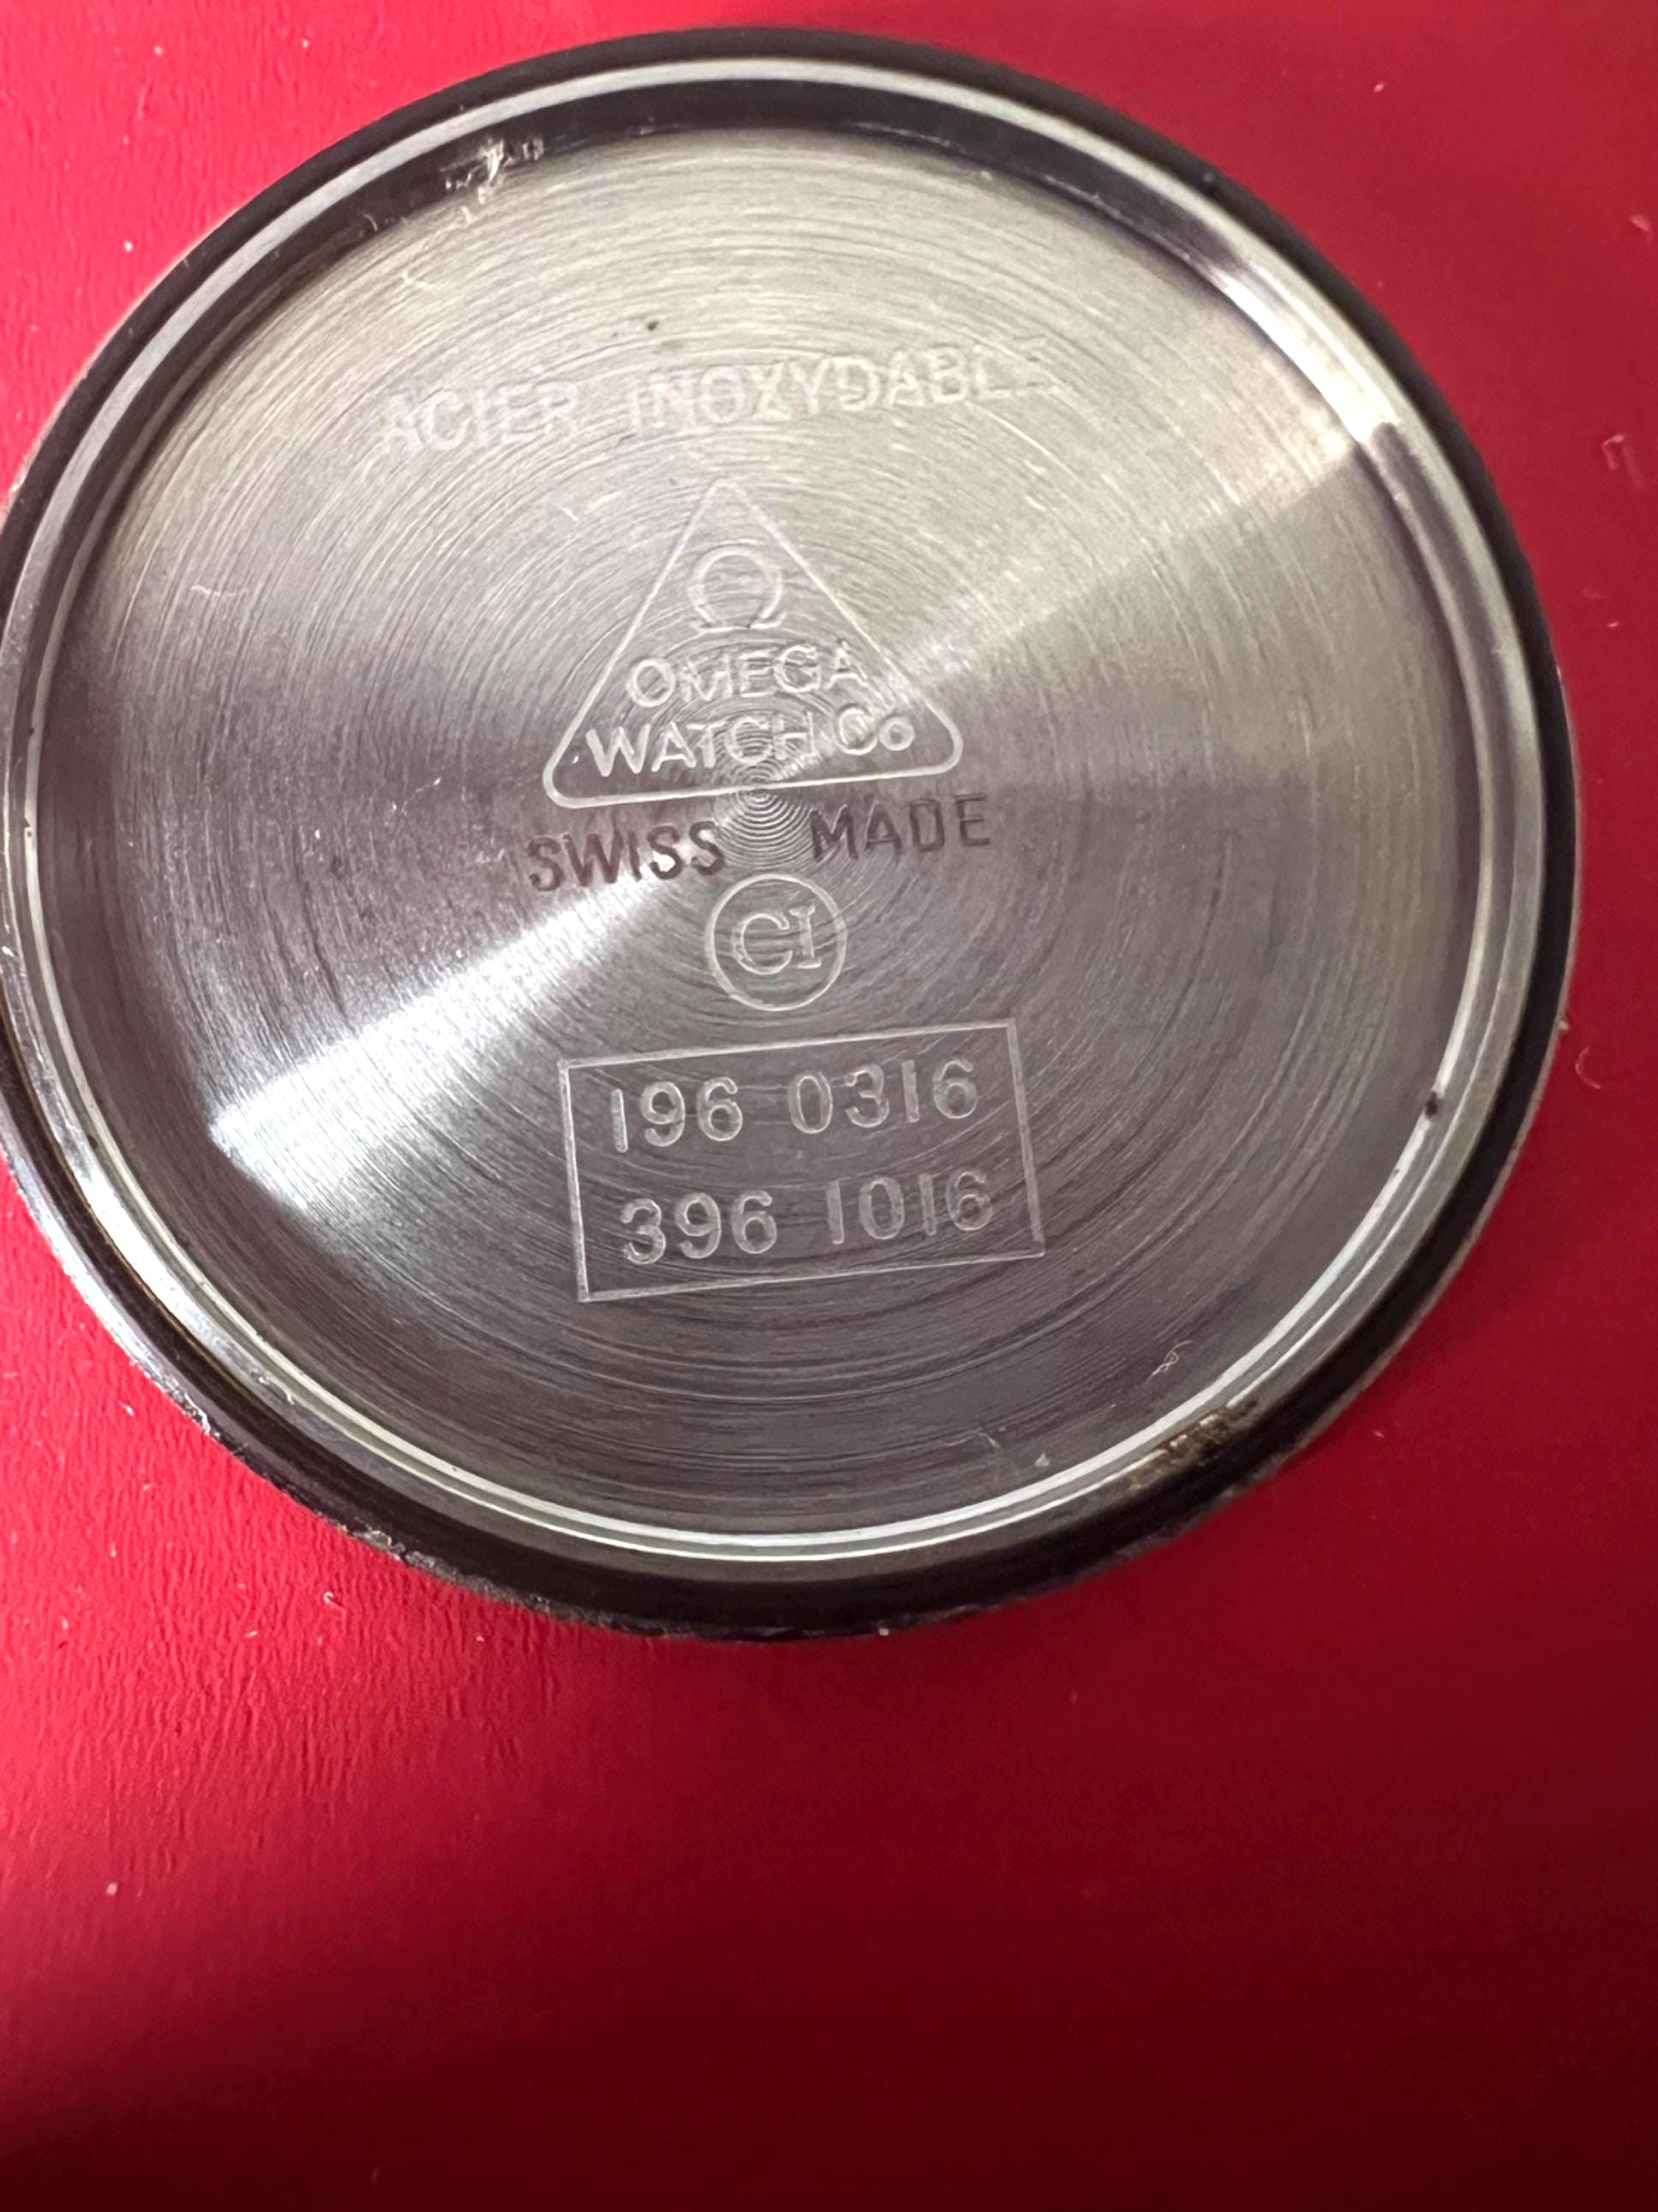 ACIER INOXYDABLE
Ω
OMEGA
WATCH Co
SWISS MADE
CI
196 0316
396 1016